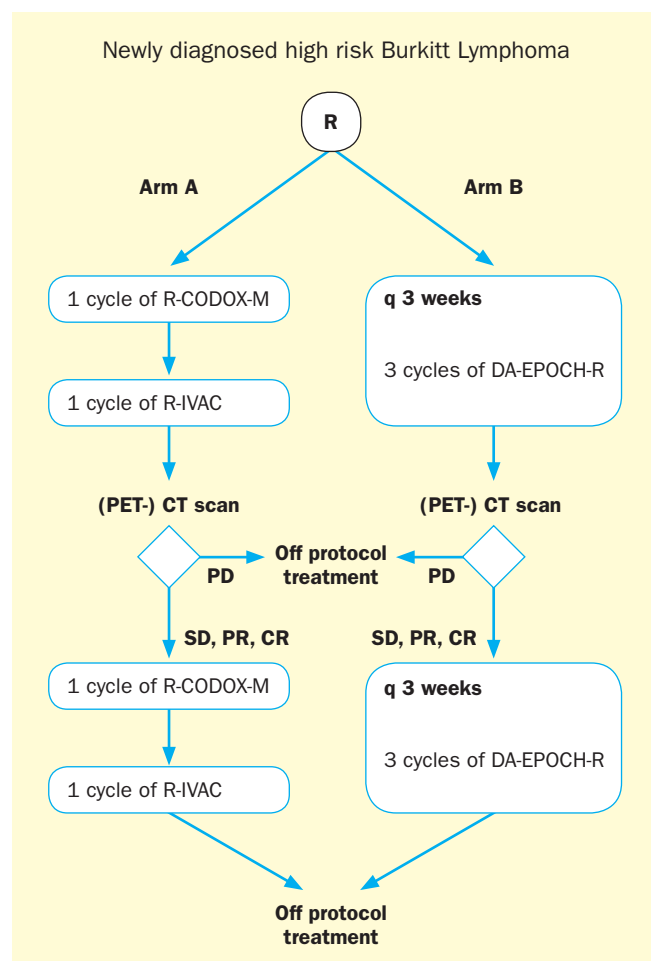 Newly diagnosed high risk Burkitt Lymphoma
R
Arm A
Arm B
1 cycle of R-CODOX-M
q 3 weeks
3 cycles of DA-EPOCH-R
1 cycle of R-IVAC
(PET-) CT scan
(PET-) CT scan
Off protocol
treatment
PD
PD
SD, PR, CR
SD, PR, CR
1 cycle of R-CODOX-M
q 3 weeks
3 cycles of DA-EPOCH-R
1 cycle of R-IVAC
Off protocol
treatment